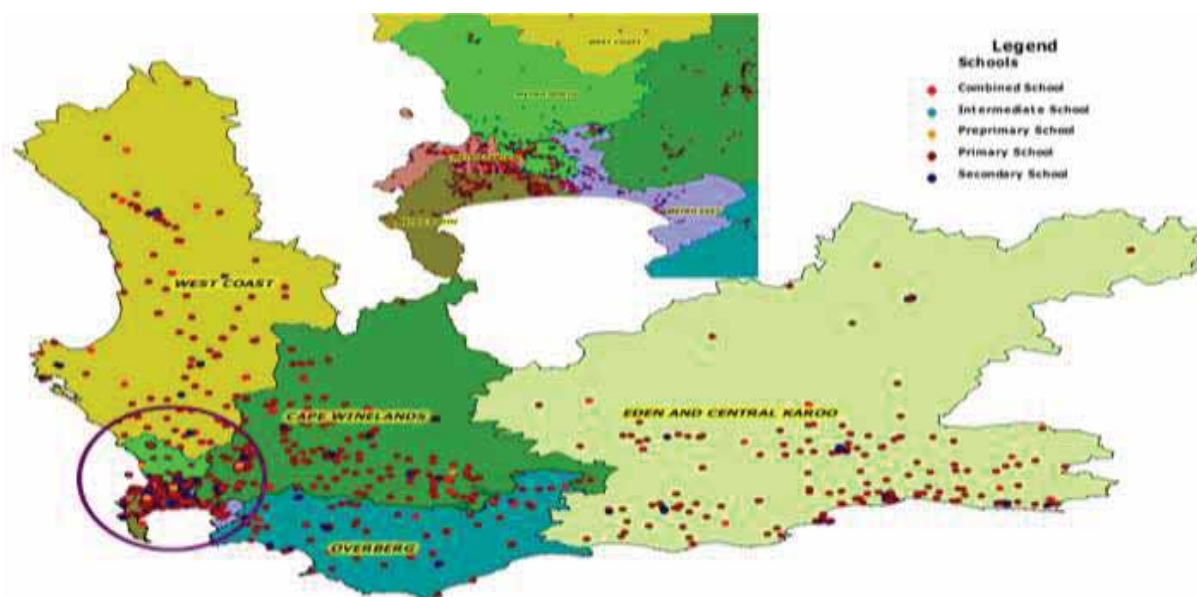 Legend
Schools
Combined School
Intermediate School
Preprimary School
Primary School
Secondary School
WEST COAST
WEST COAST
CAPE WINELANDS
EDEN AND CENTRAL KAROO
OVERBERG